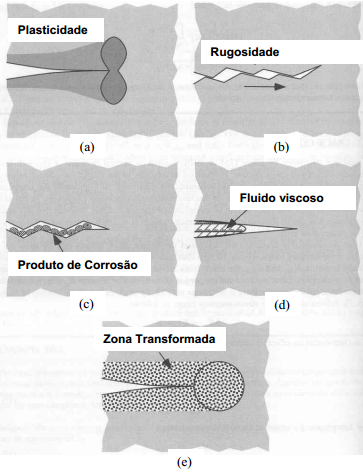 Plasticidade
Rugosidade
(a)
(b)
Fluido viscoso
Produto de Corrosão
(c)
(d)
Zona Transformada
(e)